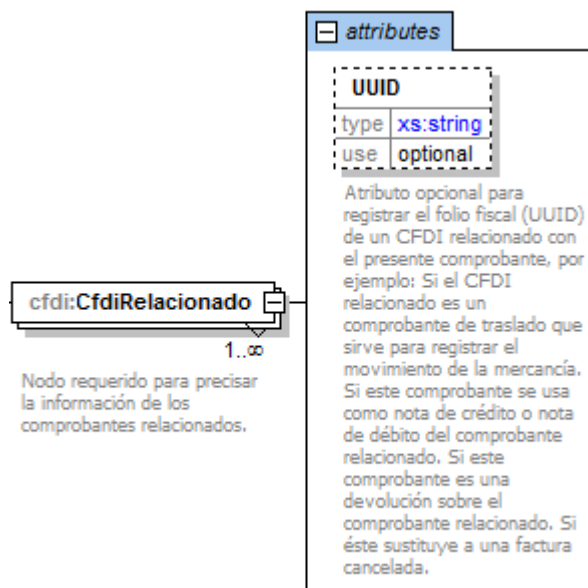 attributes
UUID
type xs:string
use optional
Atributo opcional para
registrar el folio fiscal (UUID)
de un CFDI relacionado con
el presente comprobante, por
ejemplo: Si el CFDI
relacionado es un
comprobante de traslado que
sirve para registrar el
movimiento de la mercancía.
Si este comprobante se usa
como nota de crédito o nota
de débito del comprobante
relacionado. Si este
comprobante es una
devolución sobre el
comprobante relacionado. Si
éste sustituye a una factura
cancelada.
cfdi:CfdiRelacionado
1..∞
Nodo requerido para precisar
la información de los
comprobantes relacionados.